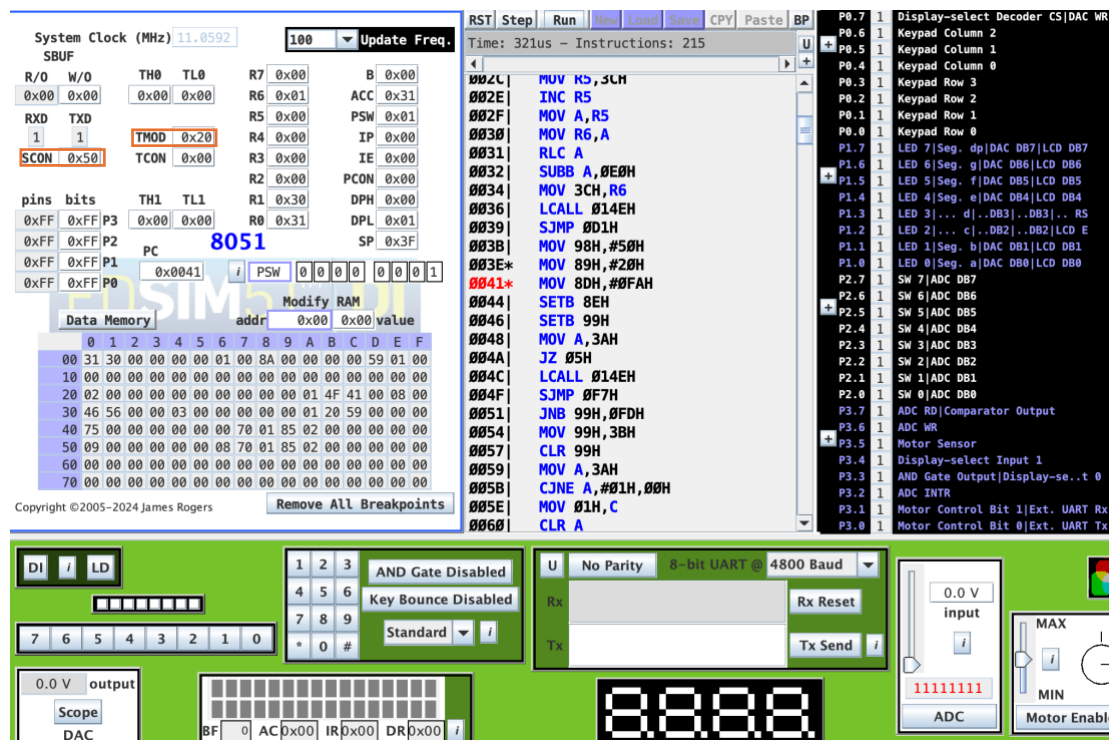 System Clock (MHz) 11.0592
100 Update Freq.
SBUF
R/O W/O TH0 TL0 R7 0x00 B 0x00
0x00 0x00 0x00 0x00 R6 0x01 ACC 0x31
RXD TXD R5 0x00 PSW 0x01
1 1 TMOD 0x20 R4 0x00 IP 0x00
SCON 0x50 TCON 0x00 R3 0x00 IE 0x00
R2 0x00 PCON 0x00
pins bits TH1 TL1 R1 0x30 DPH 0x00
0xFF 0xFF P3 0x00 0x00 R0 0x31 DPL 0x01
0xFF 0xFF P2 8051 SP 0x3F
0xFF 0xFF P1 PC
0xFF 0xFF P0 0x0041 i PSW 0 0 0 0 0 0 0 1
Modify RAM
Data Memory addr 0x00 0x00 value
0 1 2 3 4 5 6 7 8 9 A B C D E F
00 31 30 00 00 00 00 01 00 8A 00 00 00 00 59 01 00
10 00 00 00 00 00 00 00 00 00 00 00 00 00 00 00 00
20 02 00 00 00 00 00 00 00 00 00 01 4F 41 00 08 00
30 46 56 00 00 03 00 00 00 00 00 01 20 59 00 00 00
40 75 00 00 00 00 00 70 01 85 02 00 00 00 00 00 00
50 09 00 00 00 00 08 70 01 85 02 00 00 00 00 00 00
60 00 00 00 00 00 00 00 00 00 00 00 00 00 00 00 00
70 00 00 00 00 00 00 00 00 00 00 00 00 00 00 00 00
Copyright ©2005-2024 James Rogers
Remove All Breakpoints
RST Step Run New Load Save CPY Paste BP
Time: 321us - Instructions: 215
U
002C| MOV R5,3CH
002E| INC R5
002F| MOV A,R5
0030| MOV R6,A
0031| RLC A
0032| SUBB A,0E0H
0034| MOV 3CH,R6
0036| LCALL 014EH
0039| SJMP 0D1H
003B| MOV 98H,#50H
003E* MOV 89H,#20H
0041* MOV 8DH,#0FAH
0044| SETB 8EH
0046| SETB 99H
0048| MOV A,3AH
004A| JZ 05H
004C| LCALL 014EH
004F| SJMP 0F7H
0051| JNB 99H,0FDH
0054| MOV 99H,3BH
0057| CLR 99H
0059| MOV A,3AH
005B| CJNE A,#01H,00H
005E| MOV 01H,C
0060| CLR A
P0.7 1 Display-select Decoder CS|DAC WR
P0.6 1 Keypad Column 2
P0.5 1 Keypad Column 1
P0.4 1 Keypad Column 0
P0.3 1 Keypad Row 3
P0.2 1 Keypad Row 2
P0.1 1 Keypad Row 1
P0.0 1 Keypad Row 0
P1.7 1 LED 7|Seg. dp|DAC DB7|LCD DB7
P1.6 1 LED 6|Seg. g|DAC DB6|LCD DB6
P1.5 1 LED 5|Seg. f|DAC DB5|LCD DB5
P1.4 1 LED 4|Seg. e|DAC DB4|LCD DB4
P1.3 1 LED 3|... d|..DB3|..DB3|.. RS
P1.2 1 LED 2|... c|..DB2|..DB2|LCD E
P1.1 1 LED 1|Seg. b|DAC DB1|LCD DB1
P1.0 1 LED 0|Seg. a|DAC DB0|LCD DB0
P2.7 1 SW 7|ADC DB7
P2.6 1 SW 6|ADC DB6
P2.5 1 SW 5|ADC DB5
P2.4 1 SW 4|ADC DB4
P2.3 1 SW 3|ADC DB3
P2.2 1 SW 2|ADC DB2
P2.1 1 SW 1|ADC DB1
P2.0 1 SW 0|ADC DB0
P3.7 1 ADC RD|Comparator Output
P3.6 1 ADC WR
P3.5 1 Motor Sensor
P3.4 1 Display-select Input 1
P3.3 1 AND Gate Output|Display-se..t 0
P3.2 1 ADC INTR
P3.1 1 Motor Control Bit 1|Ext. UART Rx
P3.0 1 Motor Control Bit 0|Ext. UART Tx
DI i LD
7 6 5 4 3 2 1 0
1 2 3
4 5 6
7 8 9
* 0 #
AND Gate Disabled
Key Bounce Disabled
Standard i
U No Parity 8-bit UART @ 4800 Baud
Rx Rx Reset
Tx Tx Send i
0.0 V
input
i
11111111
ADC
MAX
i
MIN
Motor Enabl
0.0 V output
Scope
DAC
BF 0 AC 0x00 IR 0x00 DR 0x00 i
8.8.8.8.